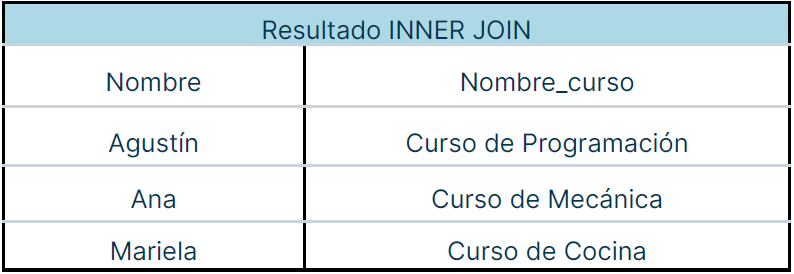 Resultado INNER JOIN
Nombre Nombre_curso
Agustín Curso de Programación
Ana Curso de Mecánica
Mariela Curso de Cocina